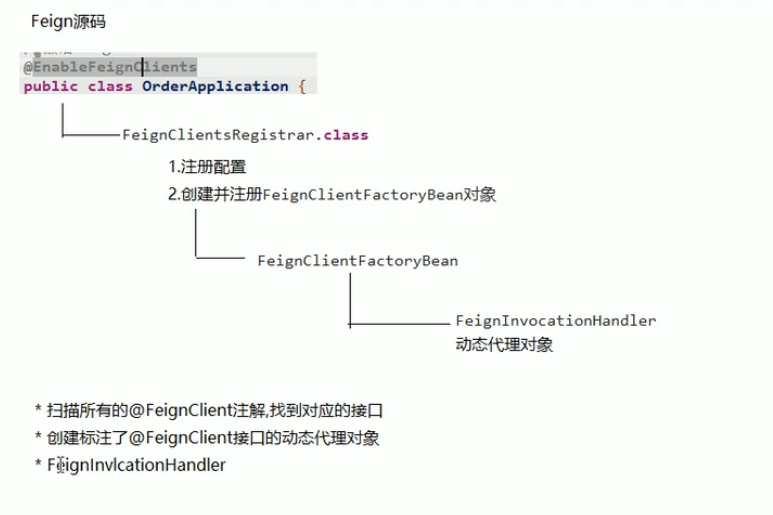 Feign源码
@EnableFeignClients
public class OrderApplication {
FeignClientsRegistrar.class
1.注册配置
2.创建并注册FeignClientFactoryBean对象
FeignClientFactoryBean
FeignInvocationHandler
动态代理对象
* 扫描所有的@FeignClient注解,找到对应的接口
* 创建标注了@FeignClient接口的动态代理对象
* FeignInvlcationHandler